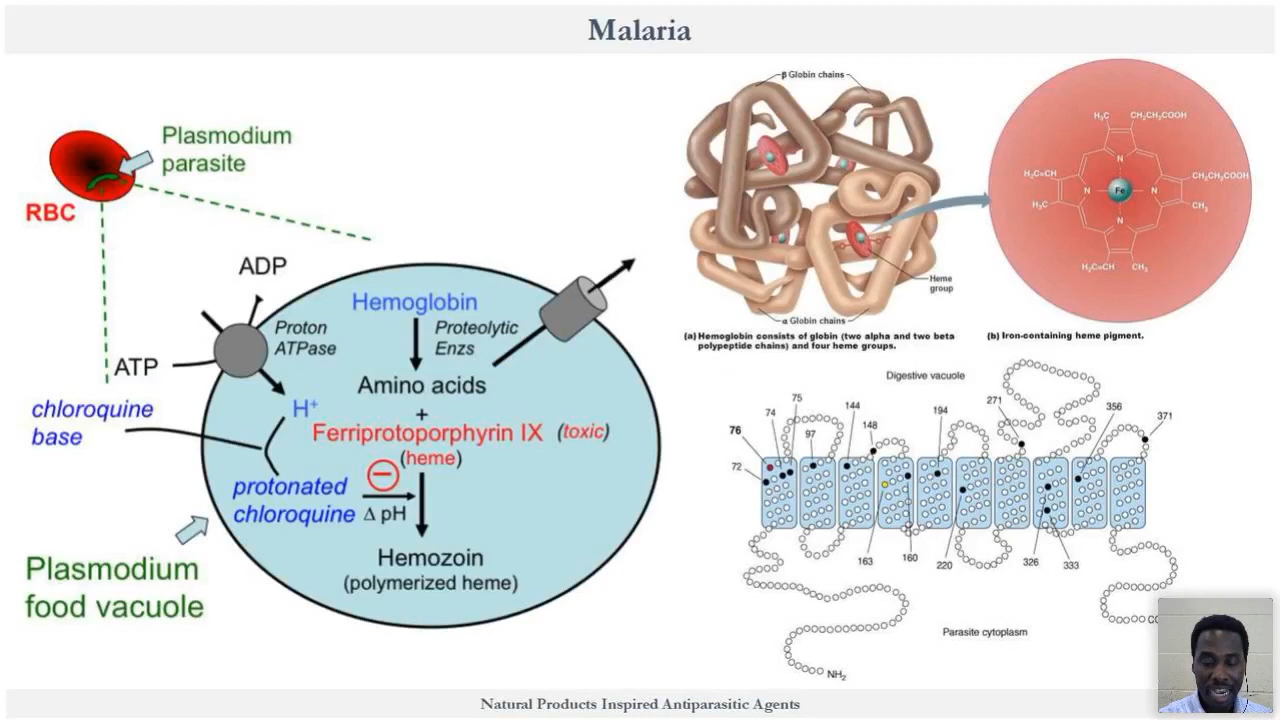 Malaria
Plasmodium
parasite
RBC
ADP
Proton
ATPase
ATP
chloroquine
base
H+
Hemoglobin
Proteolytic
Enzs
Amino acids
+
Ferriprotoporphyrin IX (toxic)
(heme)
protonated
chloroquine
Δ pH
Hemozoin
(polymerized heme)
Plasmodium
food vacuole
β Globin chains
Heme
group
α Globin chains
(a) Hemoglobin consists of globin (two alpha and two beta
polypeptide chains) and four heme groups.
H₃C
CH₂CH₂COOH
H₂C=CH
CH₂CH₂COOH
N
N
Fe
N
N
H₃C
CH₃
H₂C=CH
CH₃
(b) Iron-containing heme pigment.
Digestive vacuole
72
76
74
75
97
144
148
194
271
356
371
163
160
220
326
333
Parasite cytoplasm
NH₂
Natural Products Inspired Antiparasitic Agents